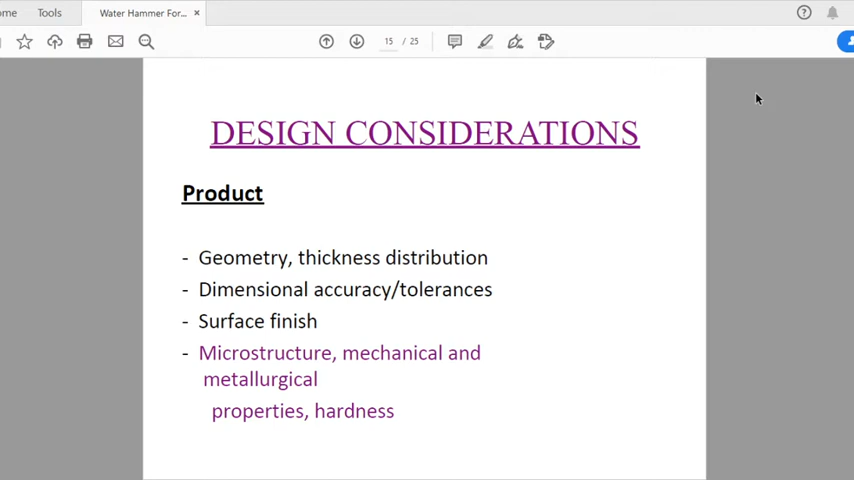 ome
Tools
Water Hammer For...
15 / 25
DESIGN CONSIDERATIONS
Product
- Geometry, thickness distribution
- Dimensional accuracy/tolerances
- Surface finish
- Microstructure, mechanical and
metallurgical
properties, hardness